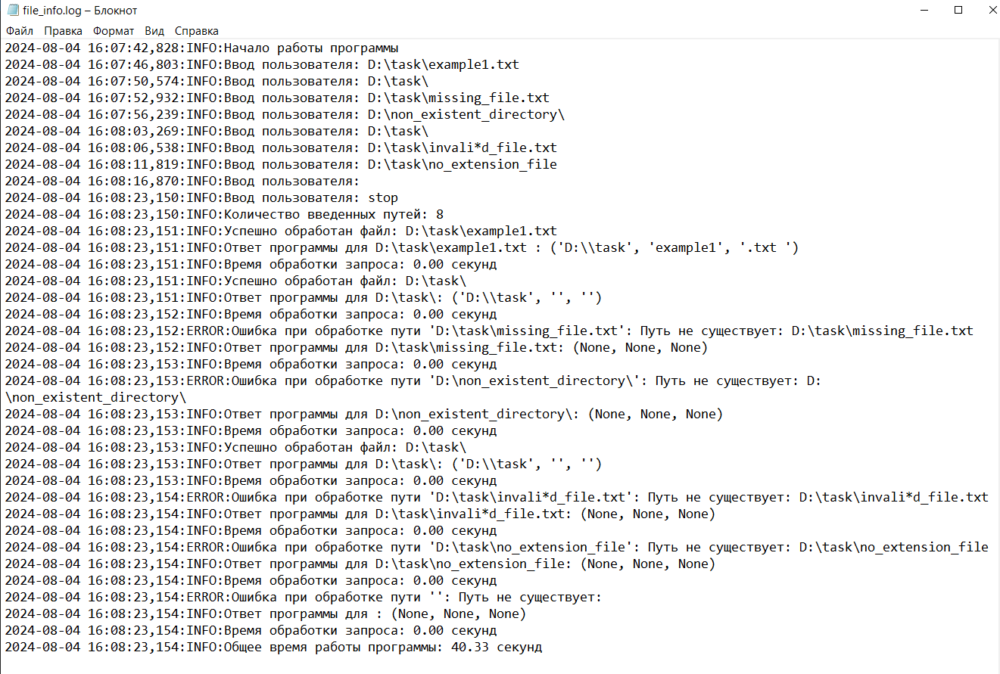 file_info.log – Блокнот
Файл Правка Формат Вид Справка
2024-08-04 16:07:42,828:INFO:Начало работы программы
2024-08-04 16:07:46,803:INFO:Ввод пользователя: D:\task\example1.txt
2024-08-04 16:07:50,574:INFO:Ввод пользователя: D:\task\
2024-08-04 16:07:52,932:INFO:Ввод пользователя: D:\task\missing_file.txt
2024-08-04 16:07:56,239:INFO:Ввод пользователя: D:\non_existent_directory\
2024-08-04 16:08:03,269:INFO:Ввод пользователя: D:\task\
2024-08-04 16:08:06,538:INFO:Ввод пользователя: D:\task\invali*d_file.txt
2024-08-04 16:08:11,819:INFO:Ввод пользователя: D:\task\no_extension_file
2024-08-04 16:08:16,870:INFO:Ввод пользователя:
2024-08-04 16:08:23,150:INFO:Ввод пользователя: stop
2024-08-04 16:08:23,150:INFO:Количество введенных путей: 8
2024-08-04 16:08:23,151:INFO:Успешно обработан файл: D:\task\example1.txt
2024-08-04 16:08:23,151:INFO:Ответ программы для D:\task\example1.txt : ('D:\\task', 'example1', '.txt ')
2024-08-04 16:08:23,151:INFO:Время обработки запроса: 0.00 секунд
2024-08-04 16:08:23,151:INFO:Успешно обработан файл: D:\task\
2024-08-04 16:08:23,151:INFO:Ответ программы для D:\task\: ('D:\\task', '', '')
2024-08-04 16:08:23,152:INFO:Время обработки запроса: 0.00 секунд
2024-08-04 16:08:23,152:ERROR:Ошибка при обработке пути 'D:\task\missing_file.txt': Путь не существует: D:\task\missing_file.txt
2024-08-04 16:08:23,152:INFO:Ответ программы для D:\task\missing_file.txt: (None, None, None)
2024-08-04 16:08:23,153:INFO:Время обработки запроса: 0.00 секунд
2024-08-04 16:08:23,153:ERROR:Ошибка при обработке пути 'D:\non_existent_directory\': Путь не существует: D:
\non_existent_directory\
2024-08-04 16:08:23,153:INFO:Ответ программы для D:\non_existent_directory\: (None, None, None)
2024-08-04 16:08:23,153:INFO:Время обработки запроса: 0.00 секунд
2024-08-04 16:08:23,153:INFO:Успешно обработан файл: D:\task\
2024-08-04 16:08:23,153:INFO:Ответ программы для D:\task\: ('D:\\task', '', '')
2024-08-04 16:08:23,153:INFO:Время обработки запроса: 0.00 секунд
2024-08-04 16:08:23,154:ERROR:Ошибка при обработке пути 'D:\task\invali*d_file.txt': Путь не существует: D:\task\invali*d_file.txt
2024-08-04 16:08:23,154:INFO:Ответ программы для D:\task\invali*d_file.txt: (None, None, None)
2024-08-04 16:08:23,154:INFO:Время обработки запроса: 0.00 секунд
2024-08-04 16:08:23,154:ERROR:Ошибка при обработке пути 'D:\task\no_extension_file': Путь не существует: D:\task\no_extension_file
2024-08-04 16:08:23,154:INFO:Ответ программы для D:\task\no_extension_file: (None, None, None)
2024-08-04 16:08:23,154:INFO:Время обработки запроса: 0.00 секунд
2024-08-04 16:08:23,154:ERROR:Ошибка при обработке пути '': Путь не существует:
2024-08-04 16:08:23,154:INFO:Ответ программы для : (None, None, None)
2024-08-04 16:08:23,154:INFO:Время обработки запроса: 0.00 секунд
2024-08-04 16:08:23,154:INFO:Общее время работы программы: 40.33 секунд